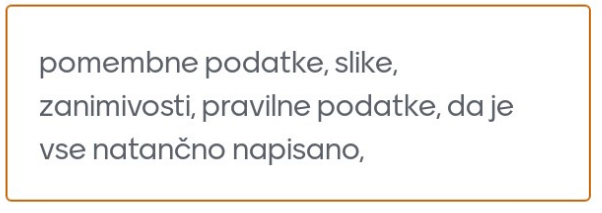 pomembne podatke, slike,
zanimivosti, pravilne podatke, da je
vse natančno napisano,